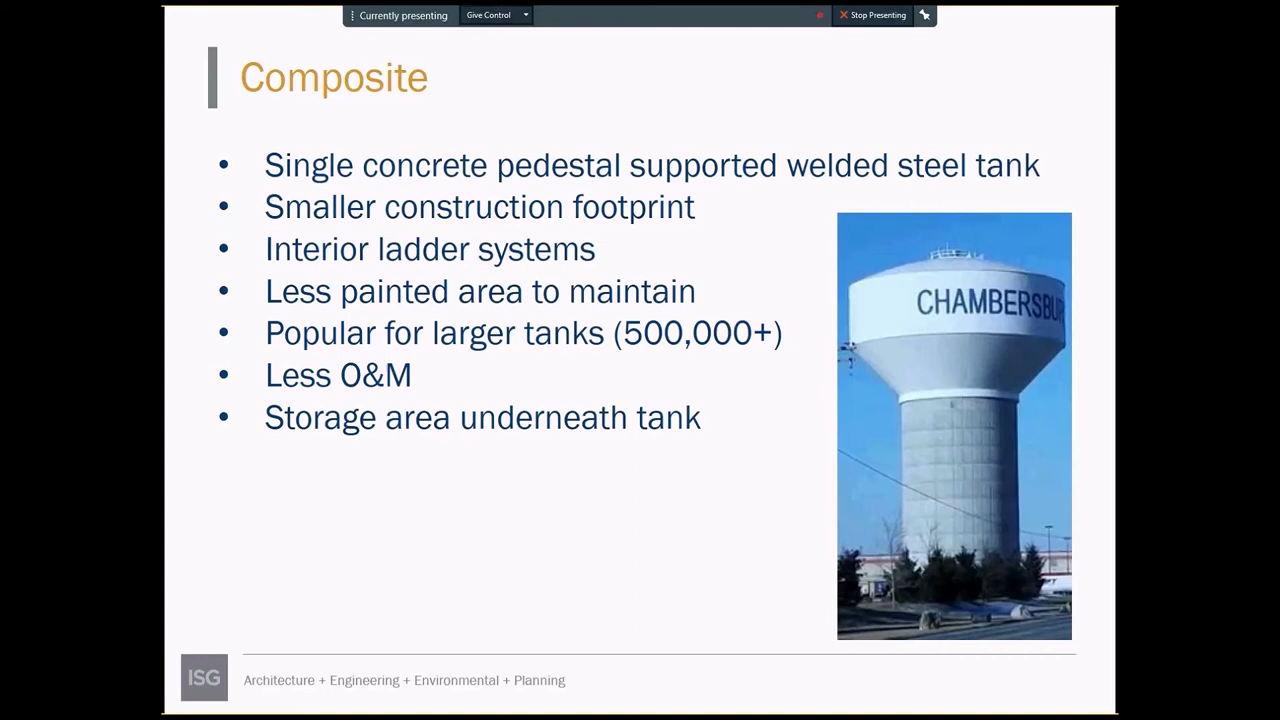 Currently presenting
Give Control
Stop Presenting
Composite
• Single concrete pedestal supported welded steel tank
• Smaller construction footprint
• Interior ladder systems
• Less painted area to maintain
• Popular for larger tanks (500,000+)
• Less O&M
• Storage area underneath tank
CHAMBERSBU
ISG
Architecture + Engineering + Environmental + Planning